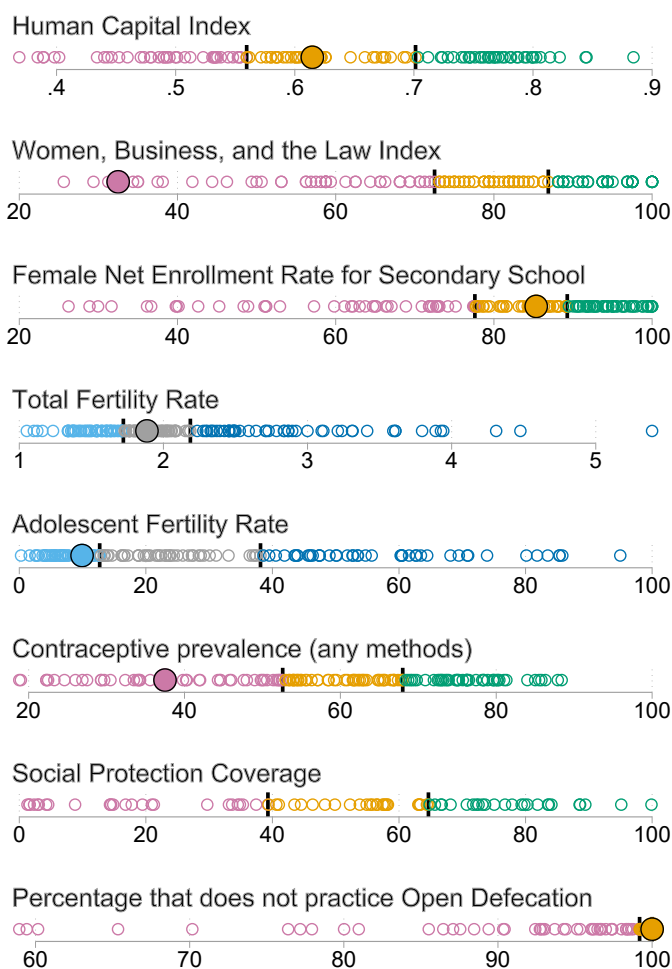 Human Capital Index
.4 .5 .6 .7 .8 .9
Women, Business, and the Law Index
20 40 60 80 100
Female Net Enrollment Rate for Secondary School
20 40 60 80 100
Total Fertility Rate
1 2 3 4 5
Adolescent Fertility Rate
0 20 40 60 80 100
Contraceptive prevalence (any methods)
20 40 60 80 100
Social Protection Coverage
0 20 40 60 80 100
Percentage that does not practice Open Defecation
60 70 80 90 100